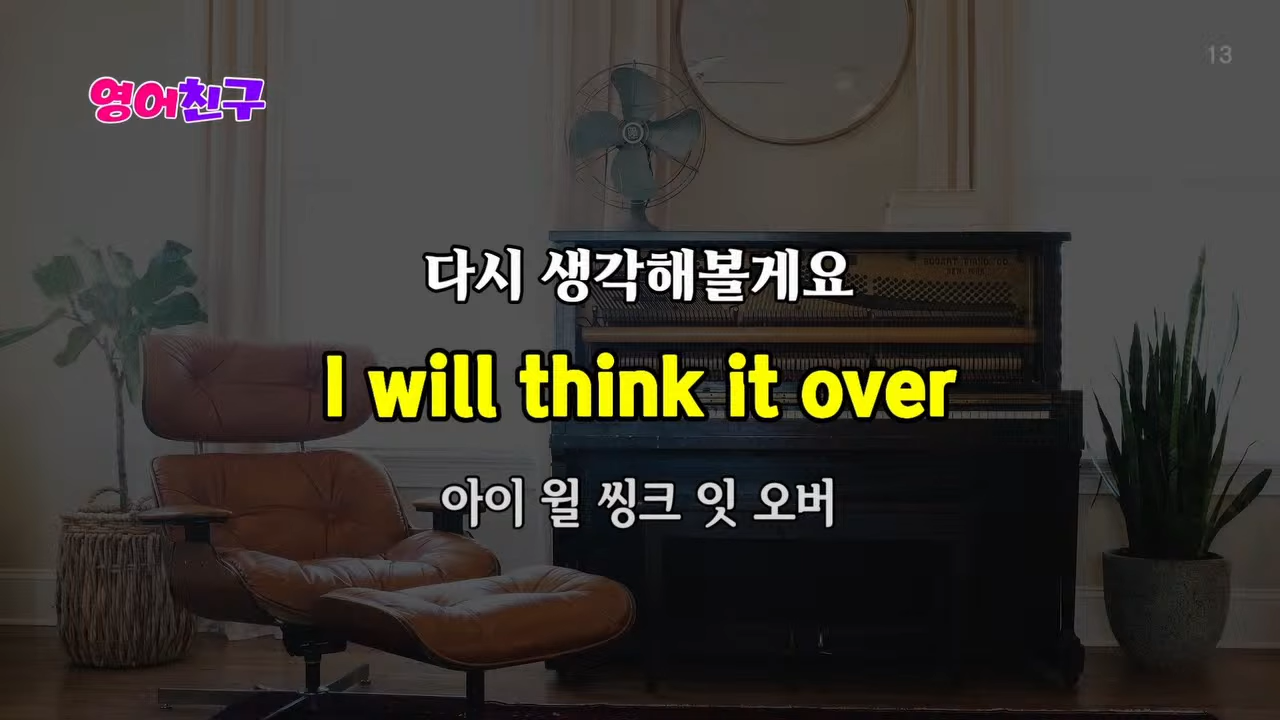 영어친구
13
다시 생각해볼게요
I will think it over
아이 윌 씽크 잇 오버